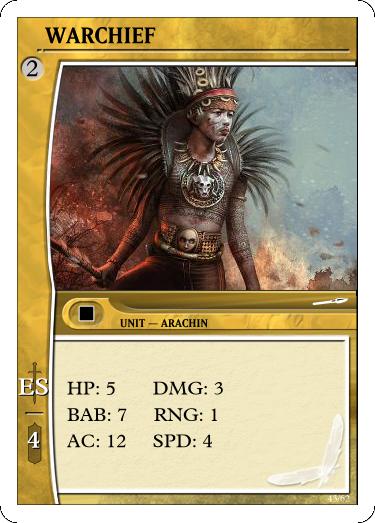 WARCHIEF
2
UNIT — ARACHIN
ES
4
HP: 5 DMG: 3
BAB: 7 RNG: 1
AC: 12 SPD: 4
43/62